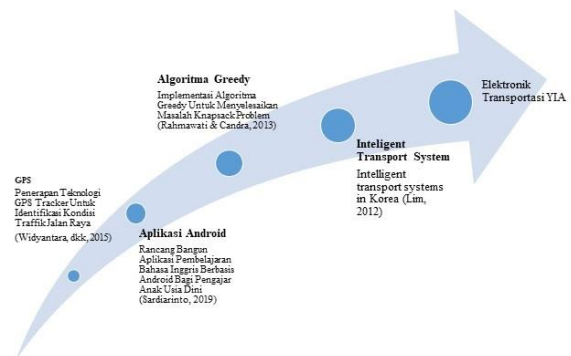 GPS
Penerapan Teknologi
GPS Tracker Untuk
Identifikasi Kondisi
Traffik Jalan Raya
(Widyantara, dkk, 2015)
Aplikasi Android
Rancang Bangun
Aplikasi Pembelajaran
Bahasa Inggris Berbasis
Android Bagi Pengajar
Anak Usia Dini
(Sardiarinto, 2019)
Algoritma Greedy
Implementasi Algoritma
Greedy Untuk Menyelesaikan
Masalah Knapsack Problem
(Rahmawati & Candra, 2013)
Inteligent
Transport System
Intelligent
transport systems
in Korea (Lim,
2012)
Elektronik
Transportasi YIA